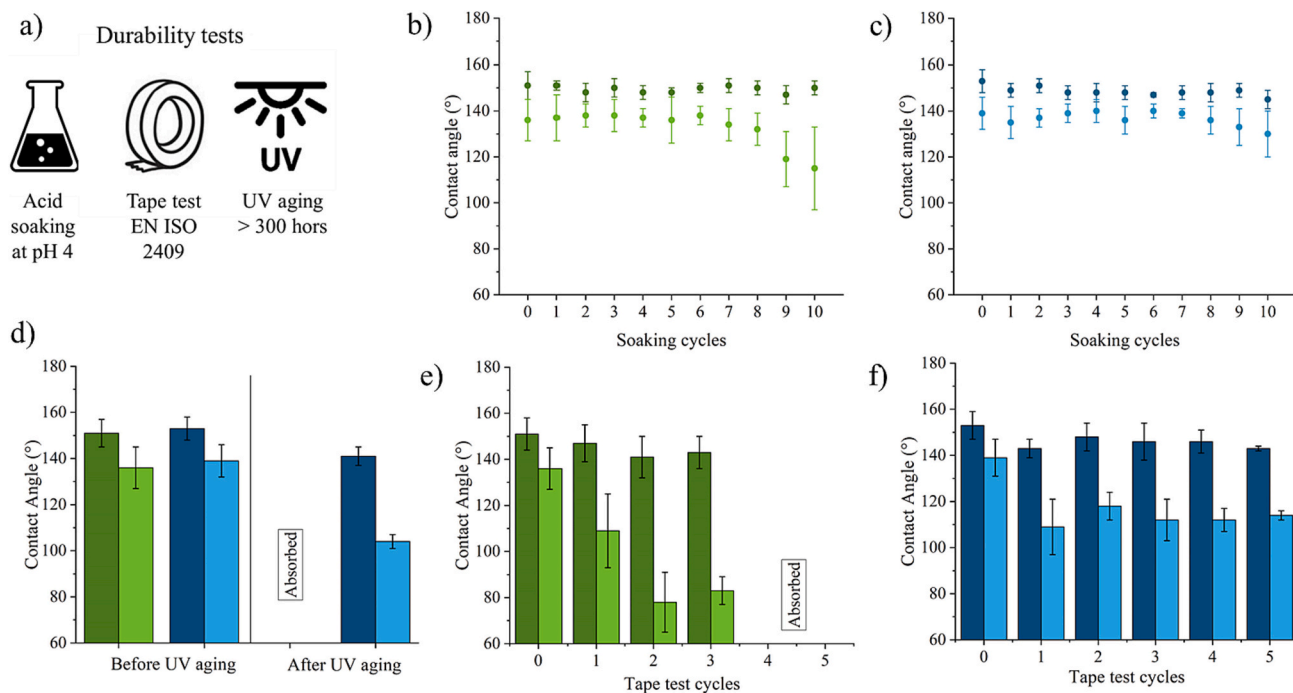 a)
Durability tests
UV
Acid
soaking
at pH 4
Tape test
EN ISO
2409
UV aging
> 300 hors
b)
Contact angle (°)
180
160
140
120
100
80
60
0 1 2 3 4 5 6 7 8 9 10
Soaking cycles
c)
Contact angle (°)
180
160
140
120
100
80
60
0 1 2 3 4 5 6 7 8 9 10
Soaking cycles
d)
Contact Angle (°)
180
160
140
120
100
80
60
Absorbed
Before UV aging After UV aging
e)
Contact Angle (°)
180
160
140
120
100
80
60
Absorbed
0 1 2 3 4 5
Tape test cycles
f)
Contact Angle (°)
180
160
140
120
100
80
60
0 1 2 3 4 5
Tape test cycles